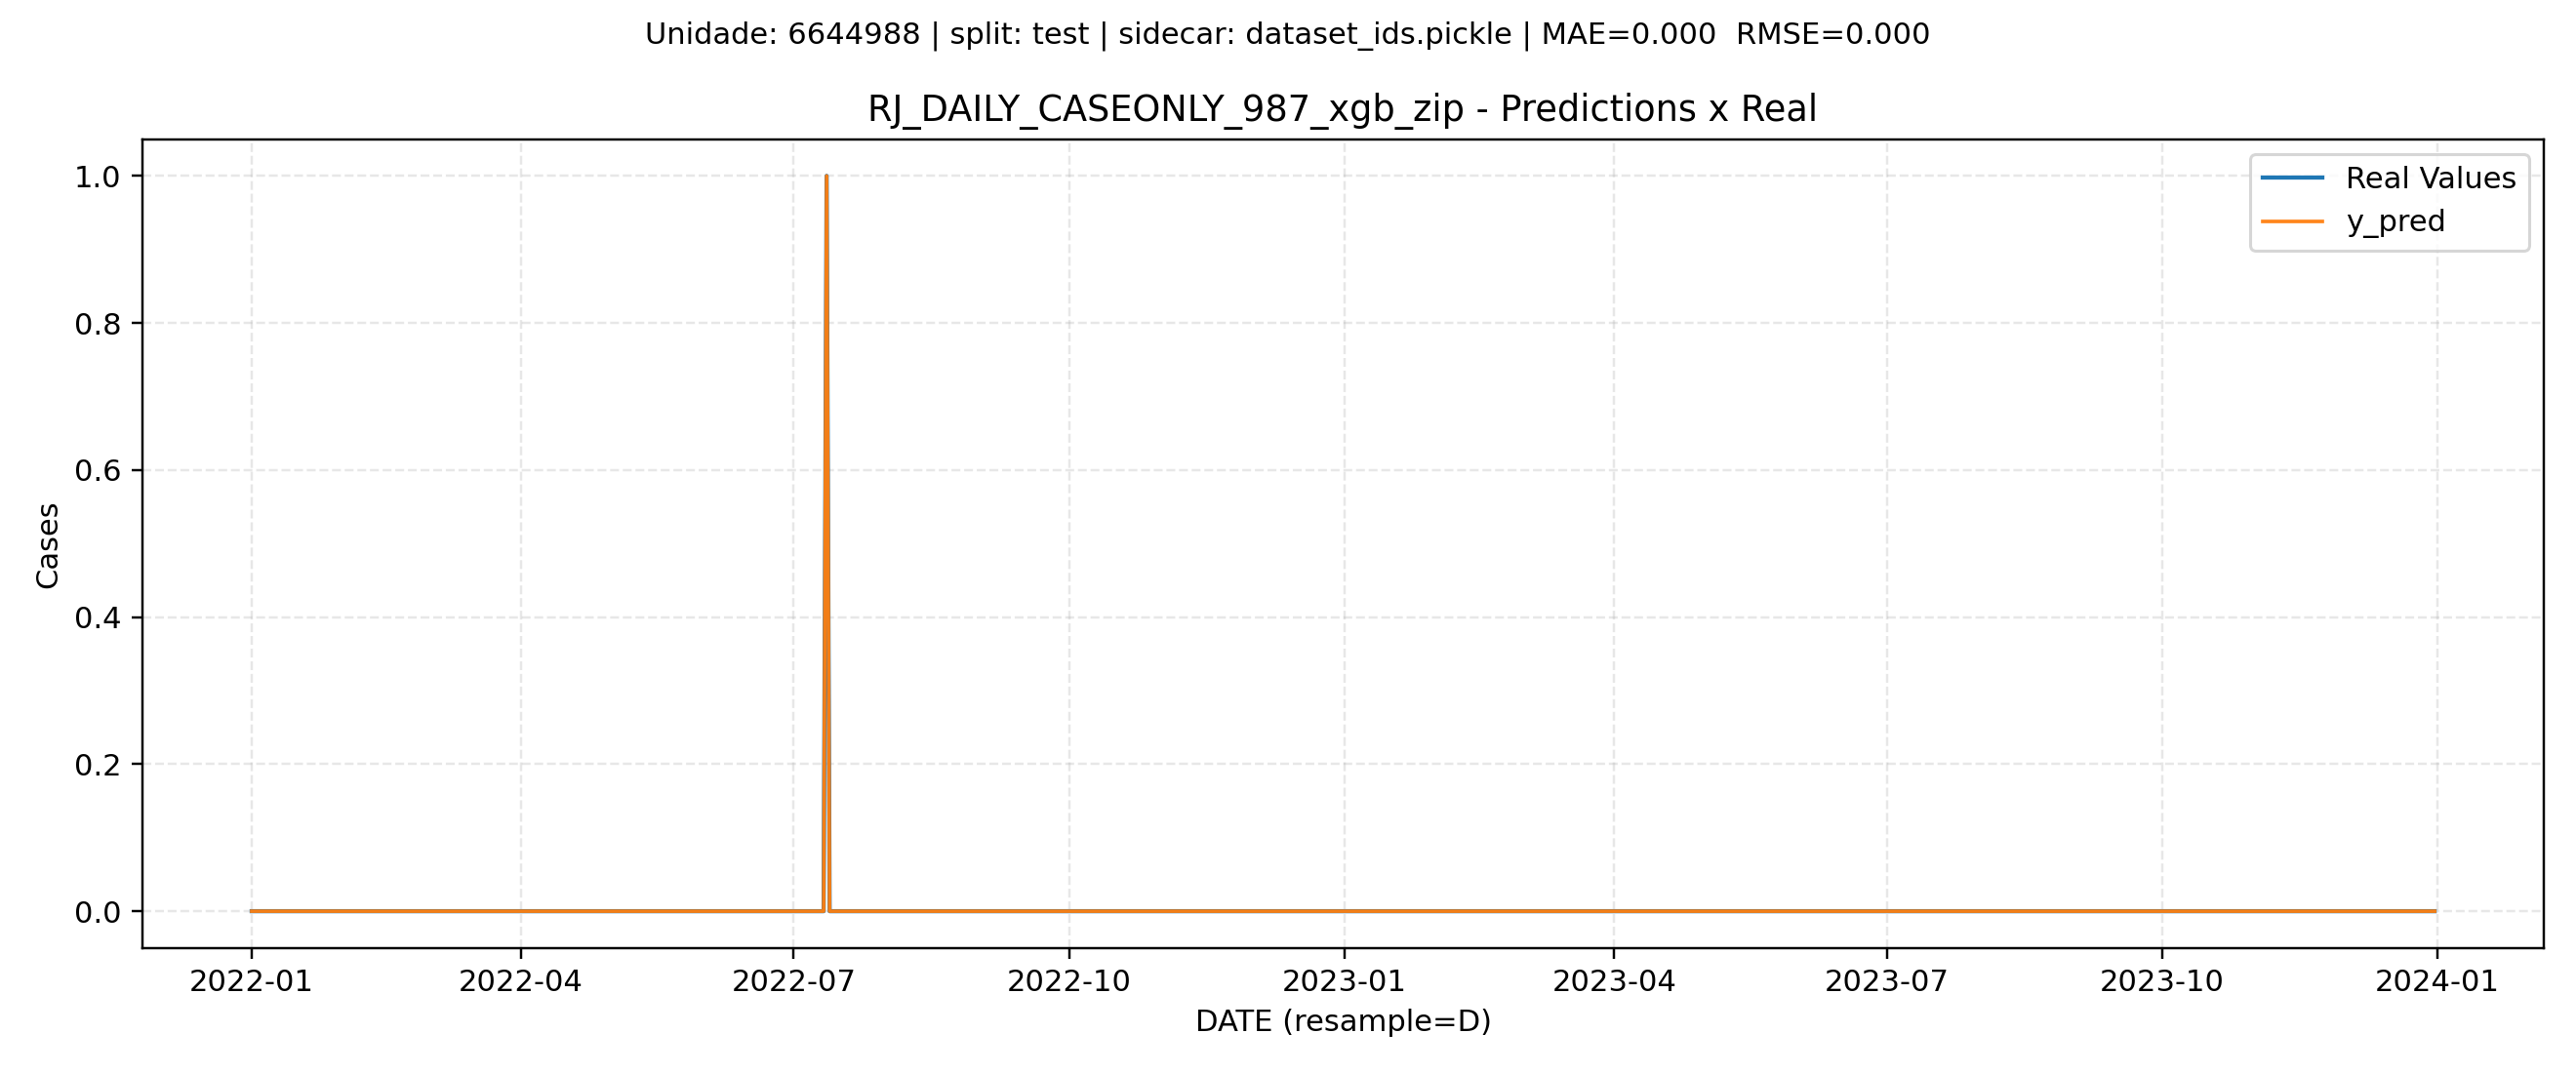 Unidade: 6644988 | split: test | sidecar: dataset_ids.pickle | MAE=0.000  RMSE=0.000
RJ_DAILY_CASEONLY_987_xgb_zip - Predictions x Real
Real Values
y_pred
Cases
1.0
0.8
0.6
0.4
0.2
0.0
2022-01
2022-04
2022-07
2022-10
2023-01
2023-04
2023-07
2023-10
2024-01
DATE (resample=D)